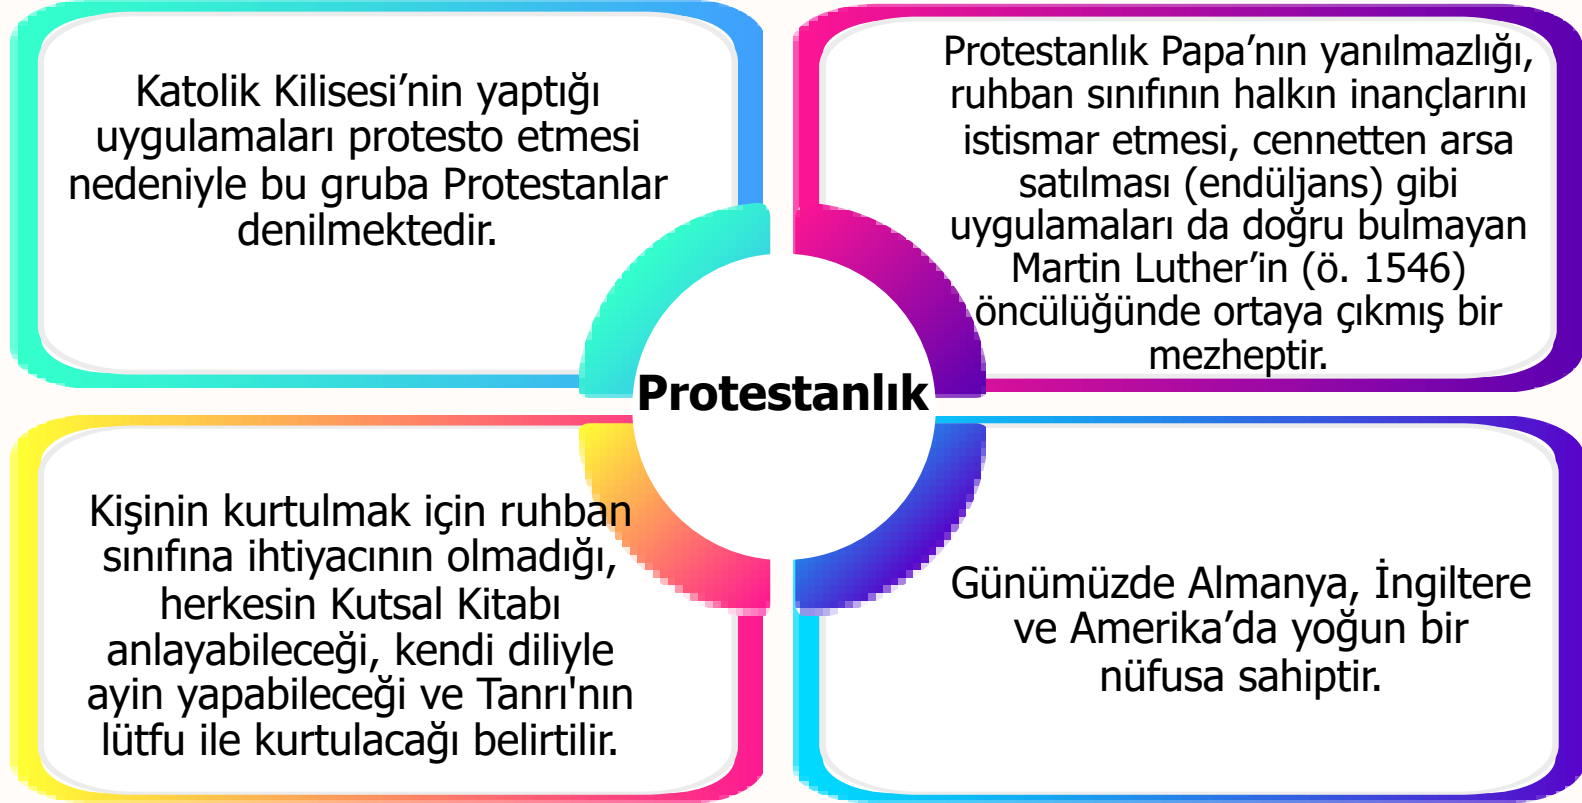 Katolik Kilisesi’nin yaptığı
uygulamaları protesto etmesi
nedeniyle bu gruba Protestanlar
denilmektedir.
Protestanlık Papa’nın yanılmazlığı,
ruhban sınıfının halkın inançlarını
istismar etmesi, cennetten arsa
satılması (endüljans) gibi
uygulamaları da doğru bulmayan
Martin Luther’in (ö. 1546)
öncülüğünde ortaya çıkmış bir
mezheptir.
Protestanlık
Kişinin kurtulmak için ruhban
sınıfına ihtiyacının olmadığı,
herkesin Kutsal Kitabı
anlayabileceği, kendi diliyle
ayin yapabileceği ve Tanrı'nın
lütfu ile kurtulacağı belirtilir.
Günümüzde Almanya, İngiltere
ve Amerika’da yoğun bir
nüfusa sahiptir.